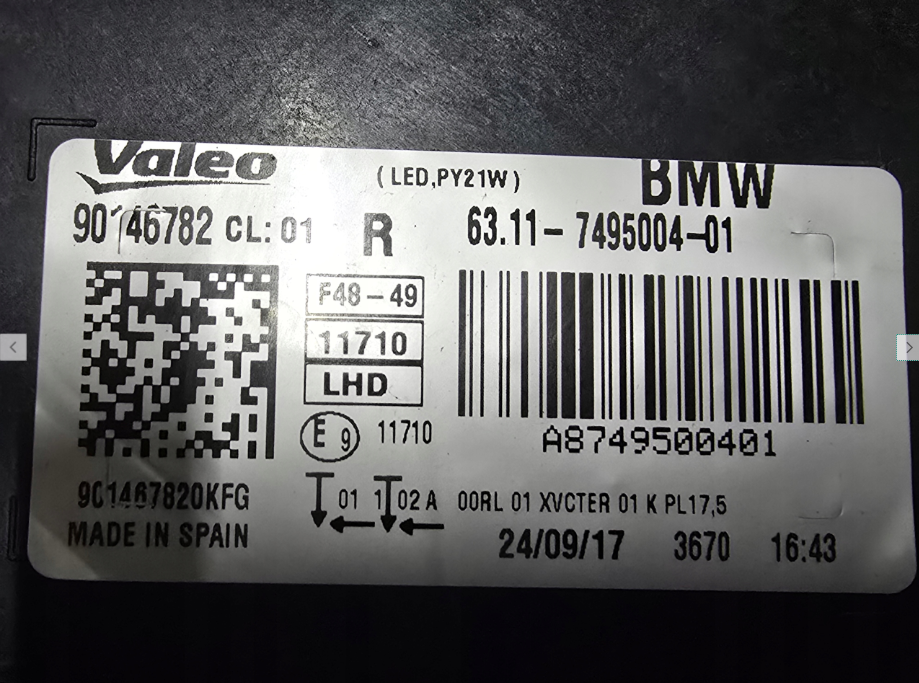 Valeo
(LED,PY21W)
BMW
90146782 CL: 01
R
63.11 - 7495004-01
F48 - 49
11710
LHD
E 9 11710
A8749500401
901467820KFG
01 1 02 A 00RL 01 XVCTER 01 K PL17,5
MADE IN SPAIN
24/09/17 3670 16:43